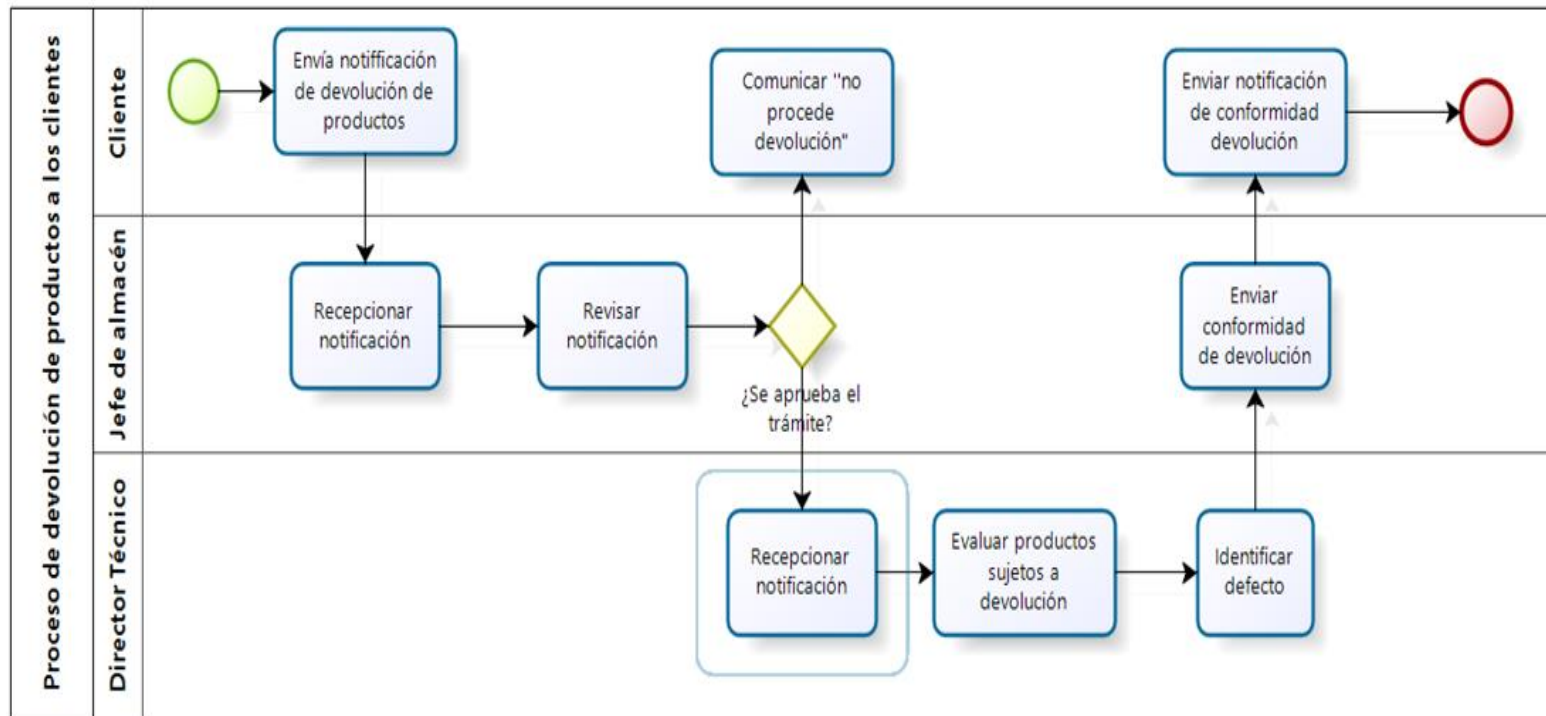 Proceso de devolución de productos a los clientes
Cliente
Envía notifficación
de devolución de
productos
Comunicar "no
procede
devolución"
Enviar notificación
de conformidad
devolución
Jefe de almacén
Recepcionar
notificación
Revisar
notificación
¿Se aprueba el
trámite?
Enviar
conformidad
de devolución
Director Técnico
Recepcionar
notificación
Evaluar productos
sujetos a
devolución
Identificar
defecto